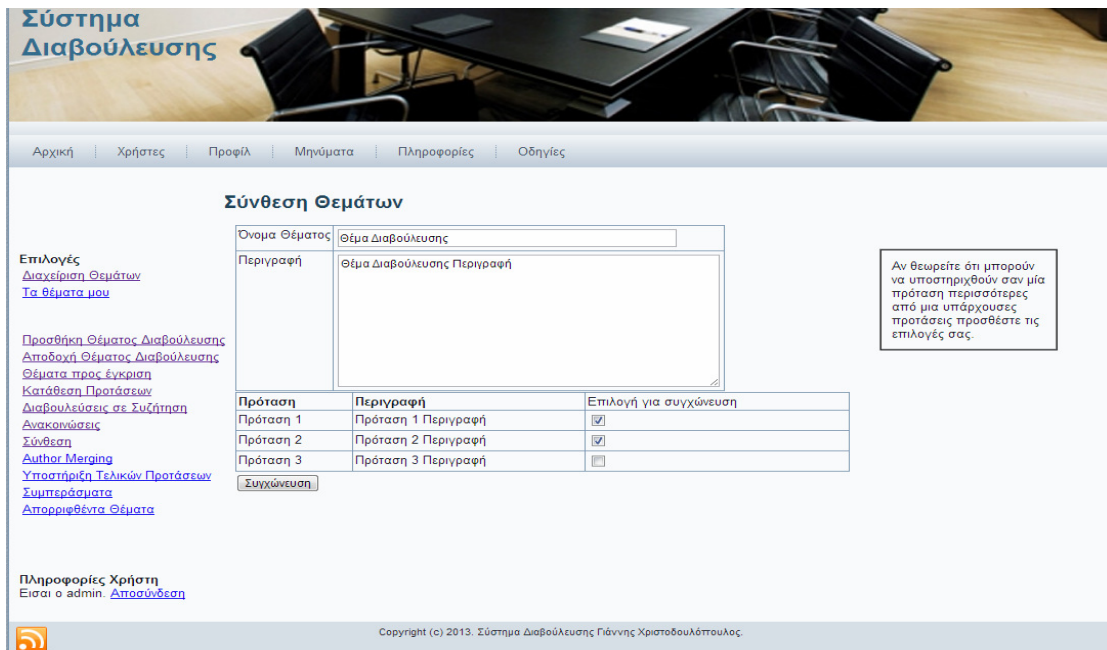 Σύστημα
Διαβούλευσης
Αρχική Χρήστες Προφίλ Μηνύματα Πληροφορίες Οδηγίες
Σύνθεση Θεμάτων
Επιλογές
Διαχείριση Θεμάτων
Τα θέματα μου
Προσθήκη Θέματος Διαβούλευσης
Αποδοχή Θέματος Διαβούλευσης
Θέματα προς έγκριση
Κατάθεση Προτάσεων
Διαβουλεύσεις σε Συζήτηση
Ανακοινώσεις
Σύνθεση
Author Merging
Υποστήριξη Τελικών Προτάσεων
Συμπεράσματα
Απορριφθέντα Θέματα
Πληροφορίες Χρήστη
Εισαι ο admin. Αποσύνδεση
Όνομα Θέματος Θέμα Διαβούλευσης
Περιγραφή Θέμα Διαβούλευσης Περιγραφή
Πρόταση Περιγραφή Επιλογή για συγχώνευση
Πρόταση 1 Πρόταση 1 Περιγραφή
Πρόταση 2 Πρόταση 2 Περιγραφή
Πρόταση 3 Πρόταση 3 Περιγραφή
Συγχώνευση
Αν θεωρείτε ότι μπορούν
να υποστηριχθούν σαν μία
πρόταση περισσότερες
από μια υπάρχουσες
προτάσεις προσθέστε τις
επιλογές σας.
Copyright (c) 2013. Σύστημα Διαβούλευσης Γιάννης Χριστοδουλόπουλος.